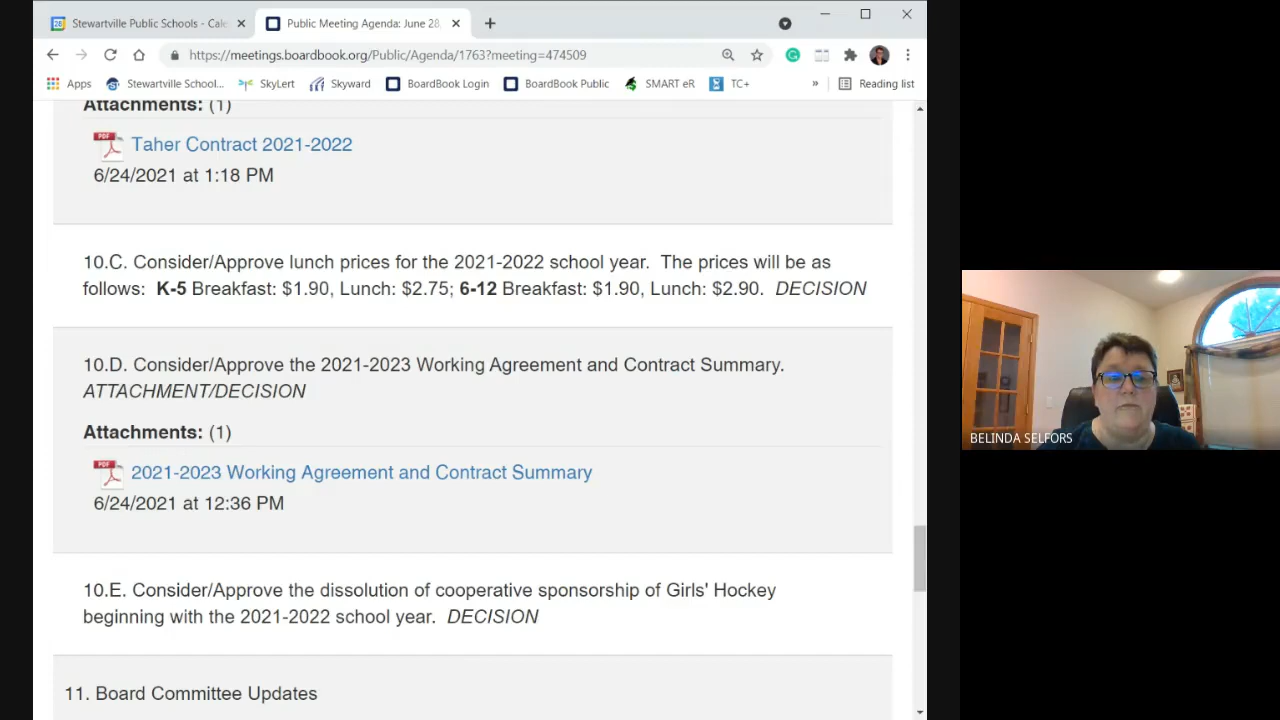 Stewartville Public Schools - Cale
Public Meeting Agenda: June 28,
https://meetings.boardbook.org/Public/Agenda/1763?meeting=474509
Apps
Stewartville School...
SkyLert
Skyward
BoardBook Login
BoardBook Public
SMART eR
TC+
»
Reading list
Attachments: (1)
Taher Contract 2021-2022
6/24/2021 at 1:18 PM
10.C. Consider/Approve lunch prices for the 2021-2022 school year. The prices will be as
follows: K-5 Breakfast: $1.90, Lunch: $2.75; 6-12 Breakfast: $1.90, Lunch: $2.90. DECISION
10.D. Consider/Approve the 2021-2023 Working Agreement and Contract Summary.
ATTACHMENT/DECISION
Attachments: (1)
2021-2023 Working Agreement and Contract Summary
6/24/2021 at 12:36 PM
10.E. Consider/Approve the dissolution of cooperative sponsorship of Girls' Hockey
beginning with the 2021-2022 school year. DECISION
11. Board Committee Updates
BELINDA SELFORS